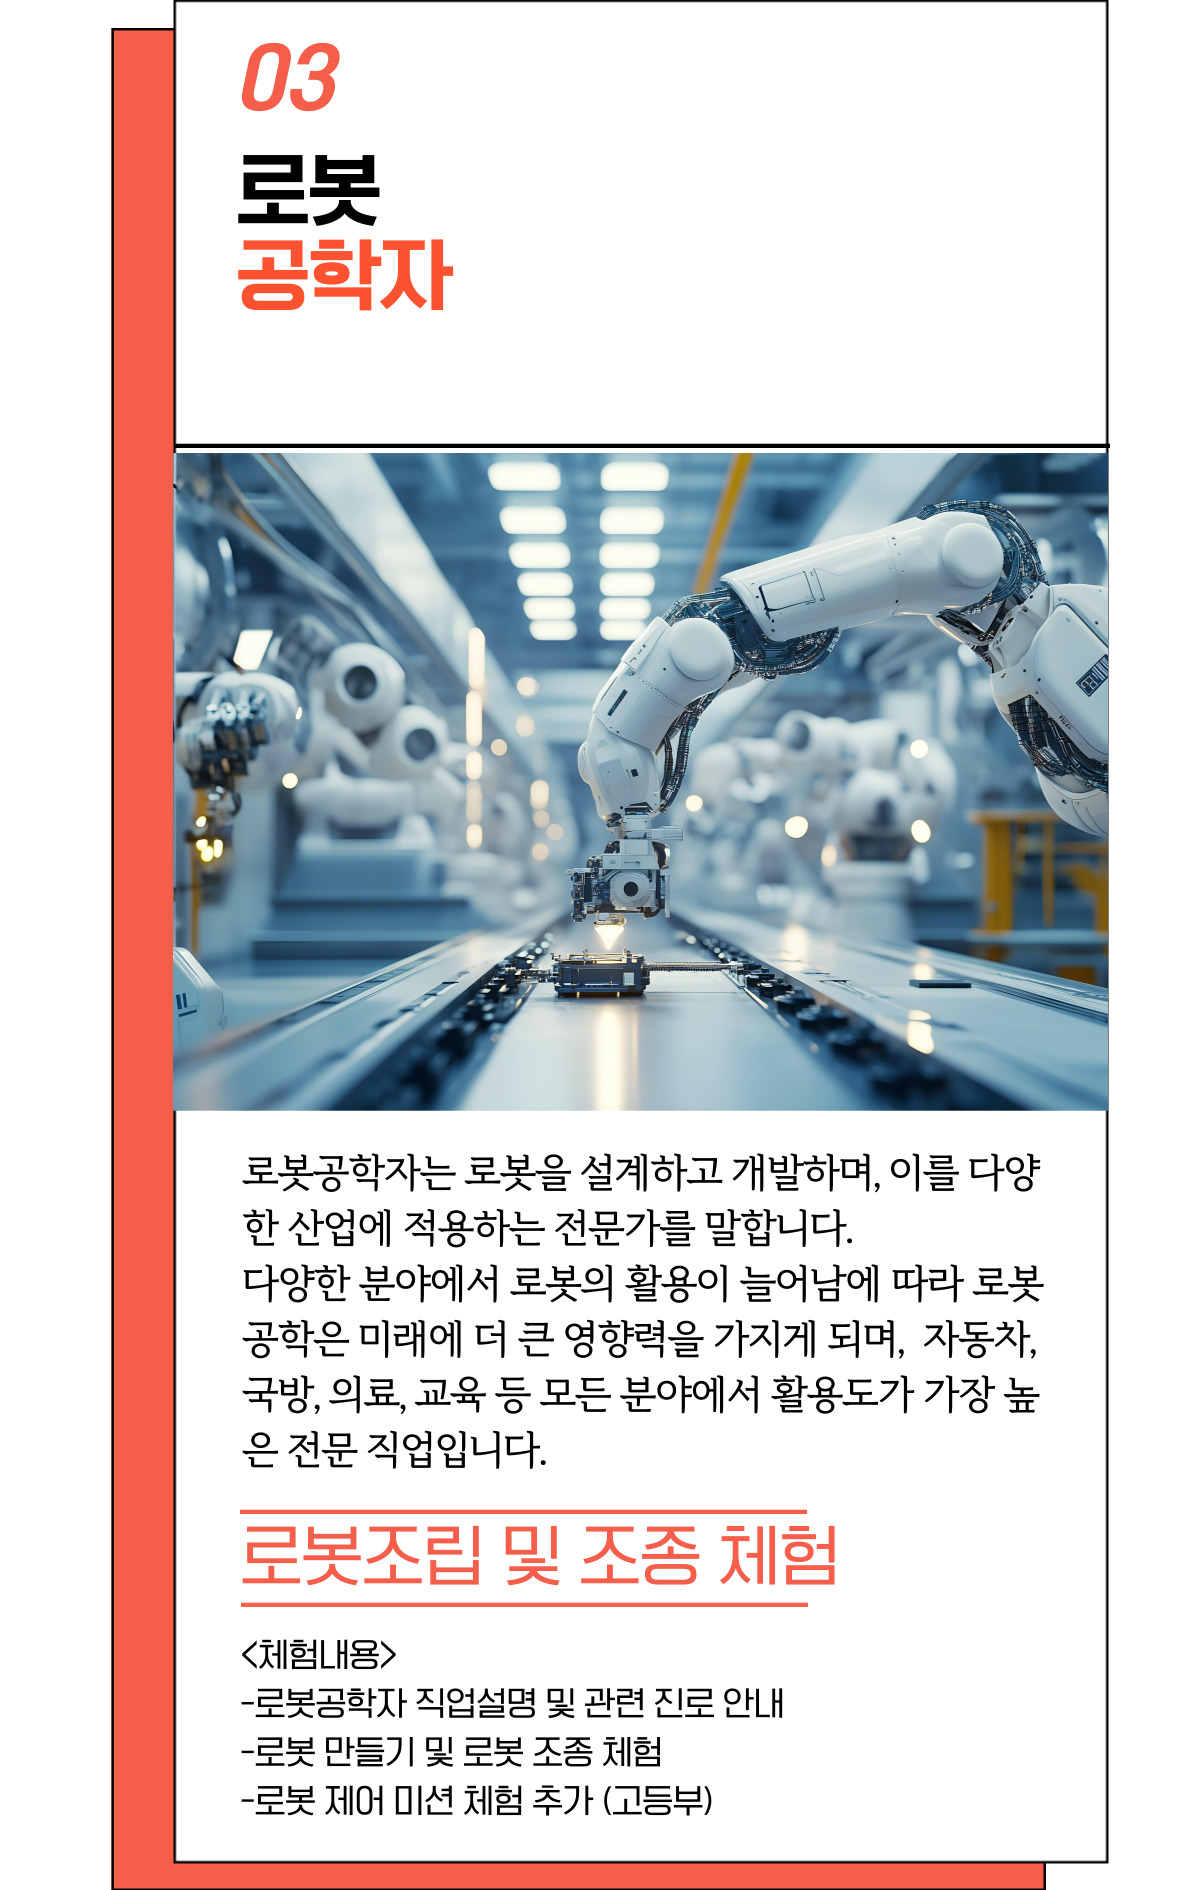 03
로봇
공학자
로봇공학자는 로봇을 설계하고 개발하며, 이를 다양
한 산업에 적용하는 전문가를 말합니다.
다양한 분야에서 로봇의 활용이 늘어남에 따라 로봇
공학은 미래에 더 큰 영향력을 가지게 되며, 자동차,
국방, 의료, 교육 등 모든 분야에서 활용도가 가장 높
은 전문 직업입니다.
로봇조립 및 조종 체험
<체험내용>
-로봇공학자 직업설명 및 관련 진로 안내
-로봇 만들기 및 로봇 조종 체험
-로봇 제어 미션 체험 추가 (고등부)